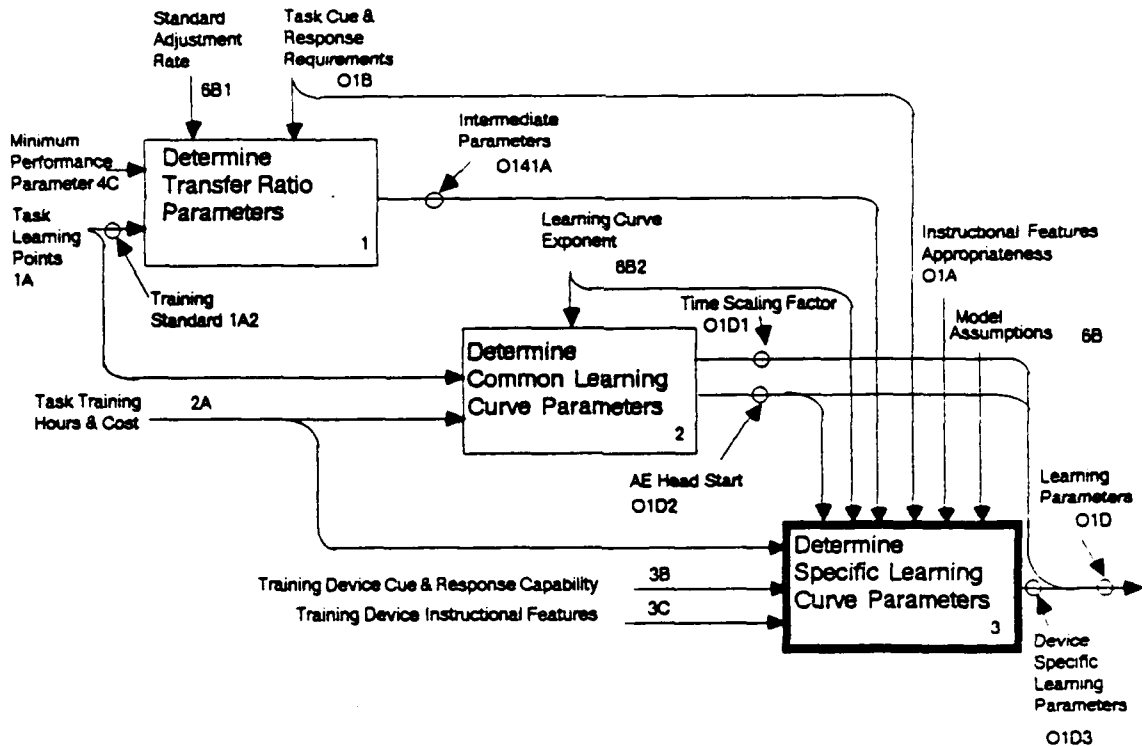 Standard
Adjustment
Rate
6B1
Task Cue &
Response
Requirements
O1B
Minimum
Performance
Parameter 4C
Determine
Transfer Ratio
Parameters
1
Intermediate
Parameters
O141A
Task
Learning
Points
1A
Training
Standard 1A2
Learning Curve
Exponent
6B2
Instructional Features
Appropriateness
O1A
Time Scaling Factor
O1D1
Model
Assumptions
6B
Determine
Common Learning
Curve Parameters
2
Task Training
Hours & Cost
2A
AE Head Start
O1D2
Learning
Parameters
O1D
Determine
Specific Learning
Curve Parameters
3
Training Device Cue & Response Capability
3B
Training Device Instructional Features
3C
Device
Specific
Learning
Parameters
O1D3